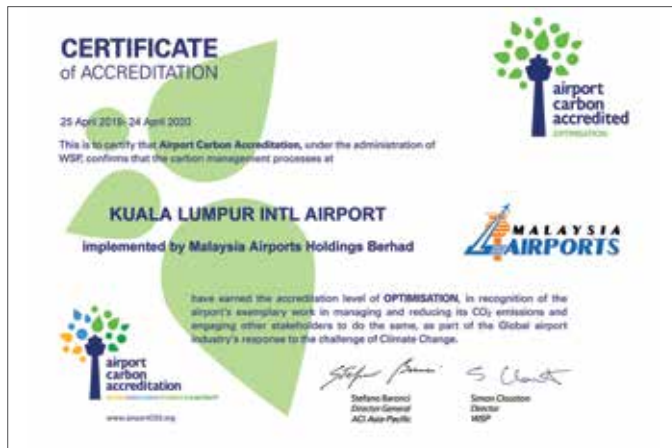 CERTIFICATE
of ACCREDITATION
airport
carbon
accredited
OPTIMISATION
25 April 2019- 24 April 2020
This is to certify that Airport Carbon Accreditation, under the administration of
WSP, confirms that the carbon management processes at
KUALA LUMPUR INTL AIRPORT
implemented by Malaysia Airports Holdings Berhad
MALAYSIA
AIRPORTS
have earned the accreditation level of OPTIMISATION, in recognition of the
airport's exemplary work in managing and reducing its CO₂ emissions and
engaging other stakeholders to do the same, as part of the Global airport
industry's response to the challenge of Climate Change.
airport
carbon
accreditation
Stefano Baronci
Director General
ACI Asia-Pacific
Simon Clouston
Director
WSP